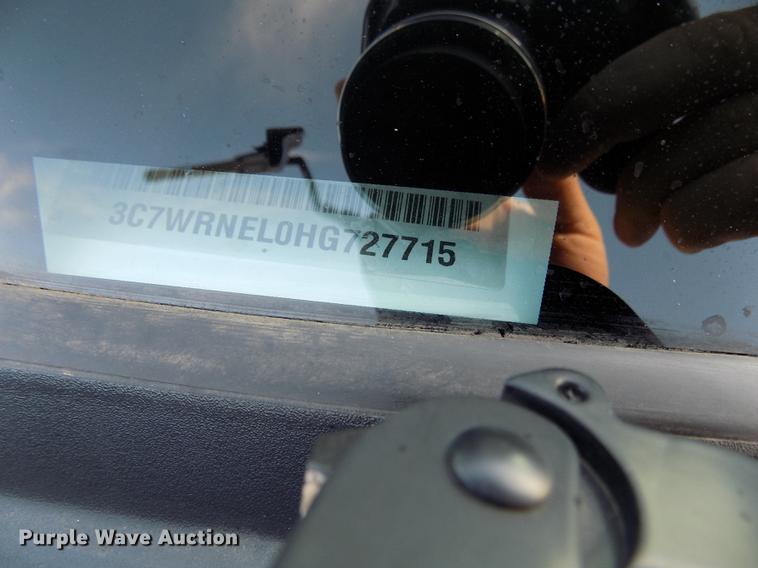 3C7WRNEL0HG727715
Purple Wave Auction